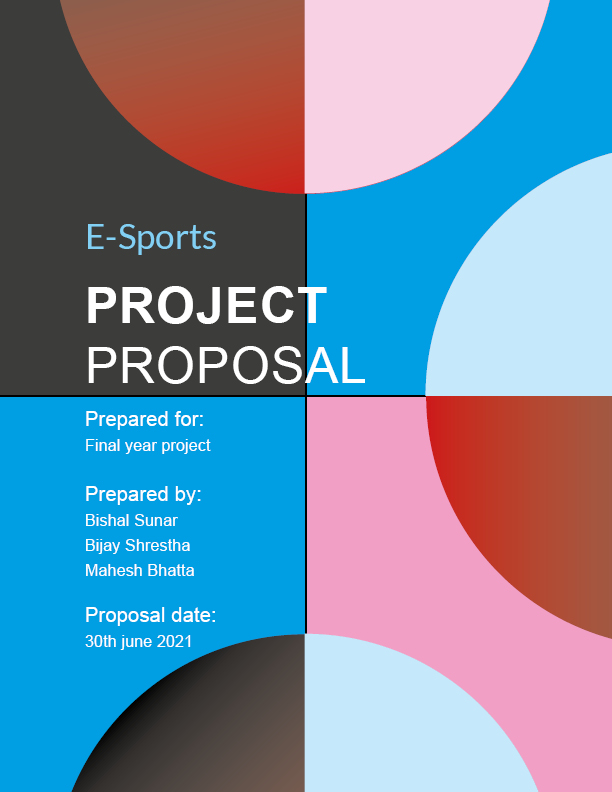 E-Sports
PROJECT
PROPOSAL
Prepared for:
Final year project
Prepared by:
Bishal Sunar
Bijay Shrestha
Mahesh Bhatta
Proposal date:
30th june 2021